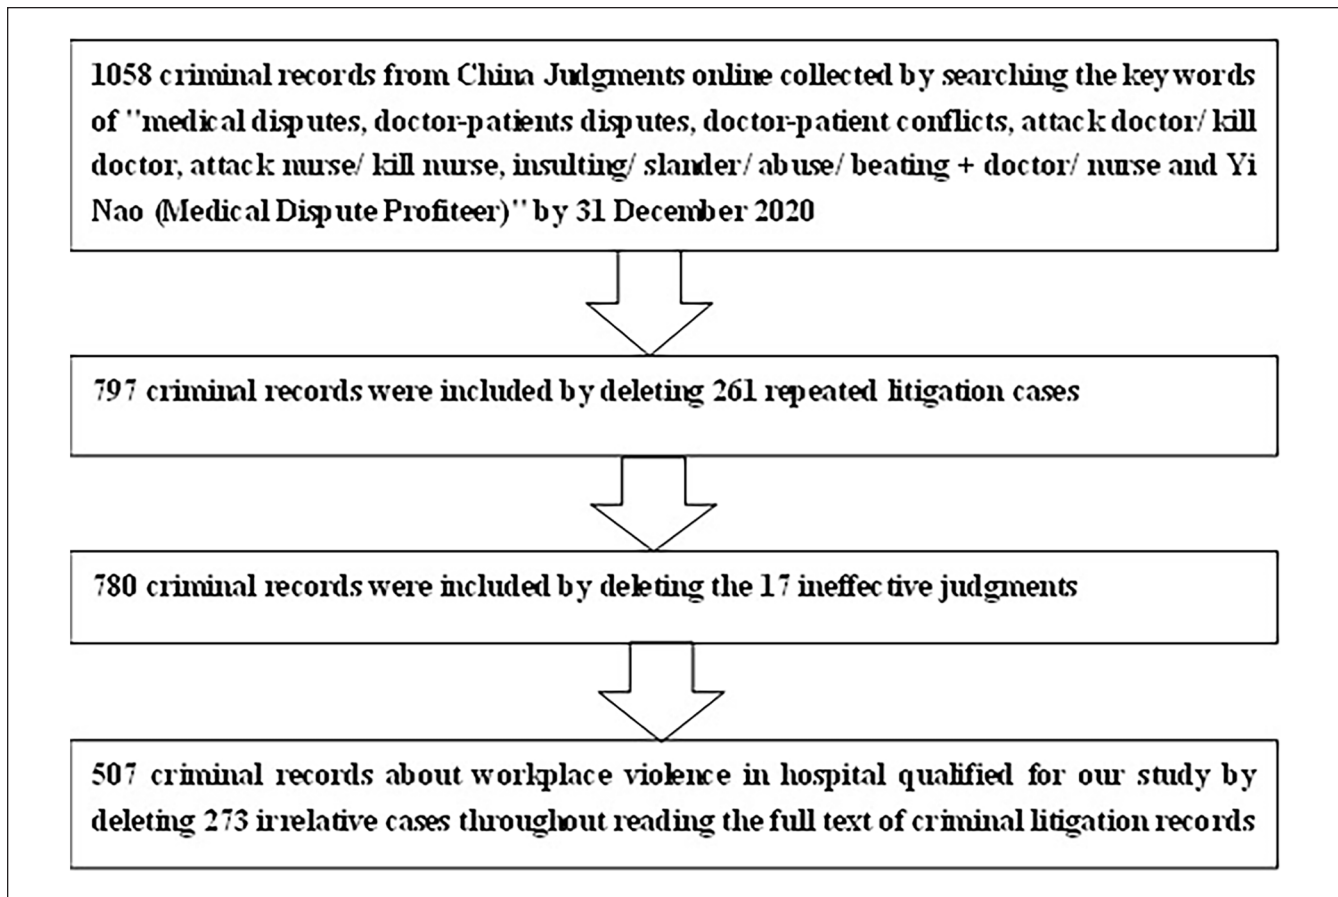 1058 criminal records from China Judgments online collected by searching the keywords
of "medical disputes, doctor-patients disputes, doctor-patient conflicts, attack doctor/ kill
doctor, attack nurse/ kill nurse, insulting/ slander/ abuse/ beating + doctor/ nurse and Yi
Nao (Medical Dispute Profiteer)" by 31 December 2020
797 criminal records were included by deleting 261 repeated litigation cases
780 criminal records were included by deleting the 17 ineffective judgments
507 criminal records about workplace violence in hospital qualified for our study by
deleting 273 irrelative cases throughout reading the full text of criminal litigation records